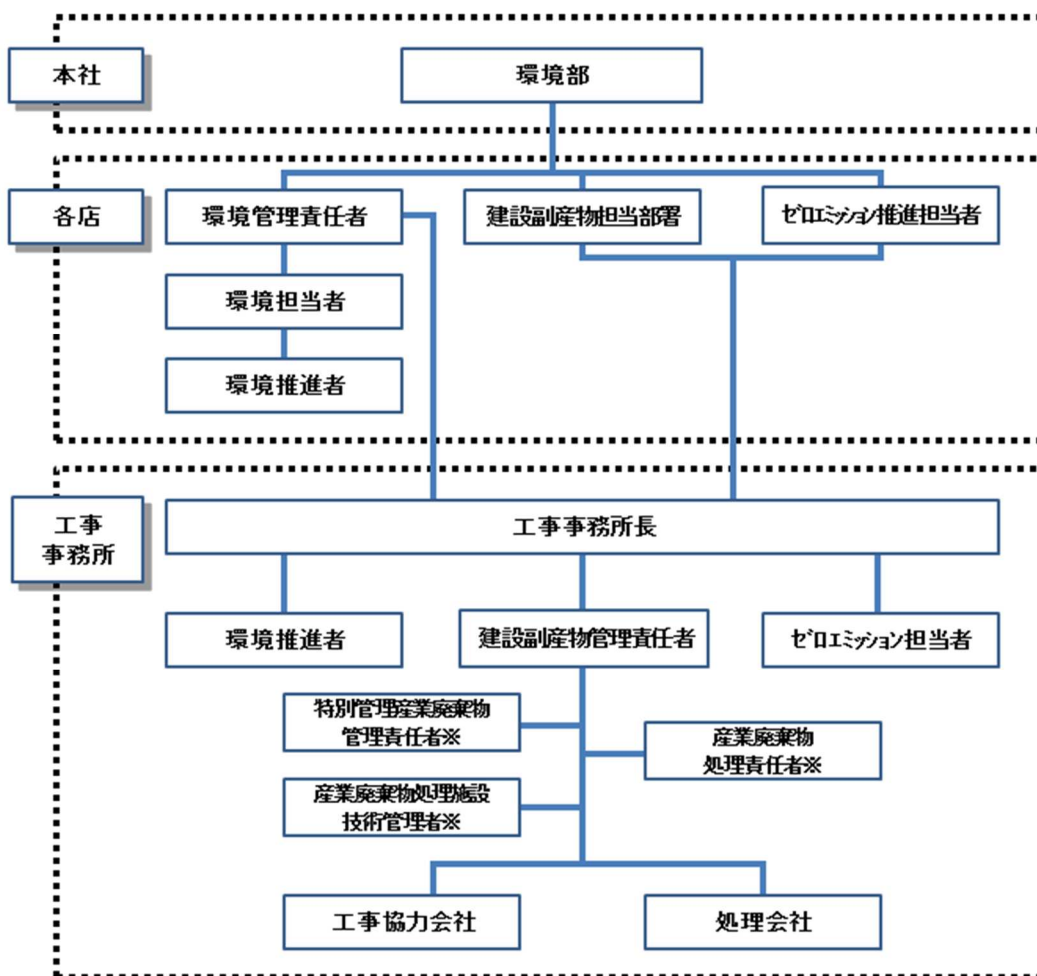 本社
環境部
各店
環境管理責任者
建設副産物担当部署
ゼロエミッション推進担当者
環境担当者
環境推進者
工事
事務所
工事事務所長
環境推進者
建設副産物管理責任者
ゼロエミッション担当者
特別管理産業廃棄物
管理責任者※
産業廃棄物
処理責任者※
産業廃棄物処理施設
技術管理者※
工事協力会社
処理会社